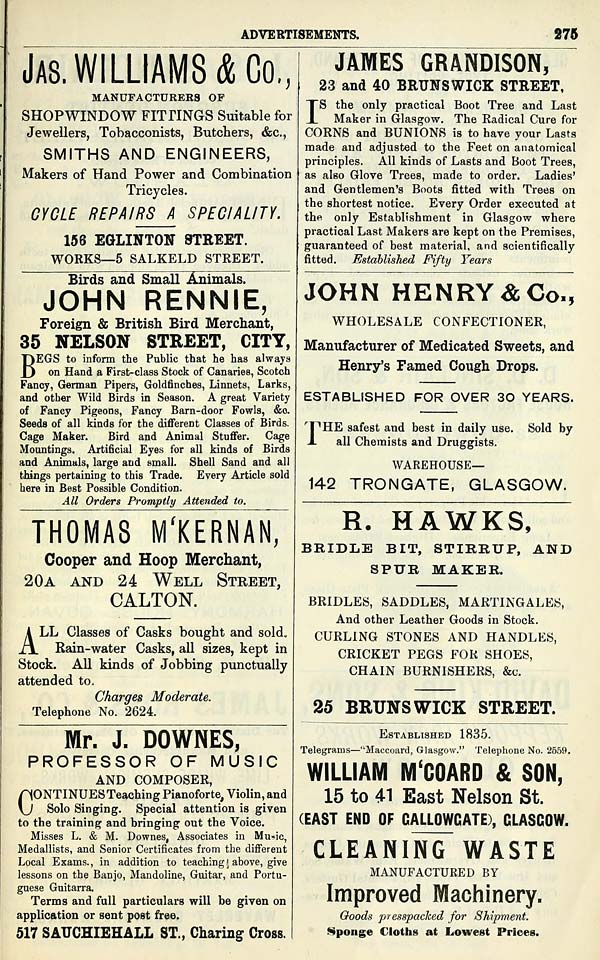 ADVERTISEMENTS. 275
JAS. WILLIAMS & Co.,
MANUFACTURERS OF
SHOPWINDOW FITTINGS Suitable for
Jewellers, Tobacconists, Butchers, &c.,
SMITHS AND ENGINEERS,
Makers of Hand Power and Combination
Tricycles.
CYCLE REPAIRS A SPECIALITY.
156 EGLINTON STREET.
WORKS—5 SALKELD STREET.
Birds and Small Animals.
JOHN RENNIE,
Foreign & British Bird Merchant,
35 NELSON STREET, CITY,
BEGS to inform the Public that he has always
on Hand a First-class Stock of Canaries, Scotch
Fancy, German Pipers, Goldfinches, Linnets, Larks,
and other Wild Birds in Season. A great Variety
of Fancy Pigeons, Fancy Barn-door Fowls, &c.
Seeds of all kinds for the different Classes of Birds.
Cage Maker. Bird and Animal Stuffer. Cage
Mountings. Artificial Eyes for all kinds of Birds
and Animals, large and small. Shell Sand and all
things pertaining to this Trade. Every Article sold
here in Best Possible Condition.
All Orders Promptly Attended to.
THOMAS M'KERNAN,
Cooper and Hoop Merchant,
20A AND 24 WELL STREET,
CALTON.
ALL Classes of Casks bought and sold.
Rain-water Casks, all sizes, kept in
Stock. All kinds of Jobbing punctually
attended to.
Charges Moderate.
Telephone No. 2624.
Mr. J. DOWNES,
PROFESSOR OF MUSIC
AND COMPOSER,
CONTINUES Teaching Pianoforte, Violin, and
Solo Singing. Special attention is given
to the training and bringing out the Voice.
Misses L. & M. Downes, Associates in Music,
Medallists, and Senior Certificates from the different
Local Exams., in addition to teaching above, give
lessons on the Banjo, Mandoline, Guitar, and Portu-
guese Guitarra.
Terms and full particulars will be given on
application or sent post free.
517 SAUCHIEHALL ST., Charing Cross.
JAMES GRANDISON,
23 and 40 BRUNSWICK STREET,
IS the only practical Boot Tree and Last
Maker in Glasgow. The Radical Cure for
CORNS and BUNIONS is to have your Lasts
made and adjusted to the Feet on anatomical
principles. All kinds of Lasts and Boot Trees,
as also Glove Trees, made to order. Ladies'
and Gentlemen's Boots fitted with Trees on
the shortest notice. Every Order executed at
the only Establishment in Glasgow where
practical Last Makers are kept on the Premises,
guaranteed of best material, and scientifically
fitted. Established Fifty Years
JOHN HENRY & Co.,
WHOLESALE CONFECTIONER,
Manufacturer of Medicated Sweets, and
Henry's Famed Cough Drops.
ESTABLISHED FOR OVER 30 YEARS.
THE safest and best in daily use. Sold by
all Chemists and Druggists.
WAREHOUSE—
142 TRONGATE, GLASGOW.
R. HAWKS,
BRIDLE BIT, STIRRUP, AND
SPUR MAKER.
BRIDLES, SADDLES, MARTINGALES,
And other Leather Goods in Stock.
CURLING STONES AND HANDLES,
CRICKET PEGS FOR SHOES,
CHAIN BURNISHERS, &c.
25 BRUNSWICK STREET.
ESTABLISHED 1835.
Telegrams—"Maccoard, Glasgow." Telephone No. 2559.
WILLIAM M'COARD & SON,
15 to 41 East Nelson St.
(EAST END OF GALLOWGATE), GLASGOW.
CLEANING WASTE
MANUFACTURED BY
Improved Machinery.
Goods presspacked for Shipment.
Sponge Cloths at Lowest Prices.